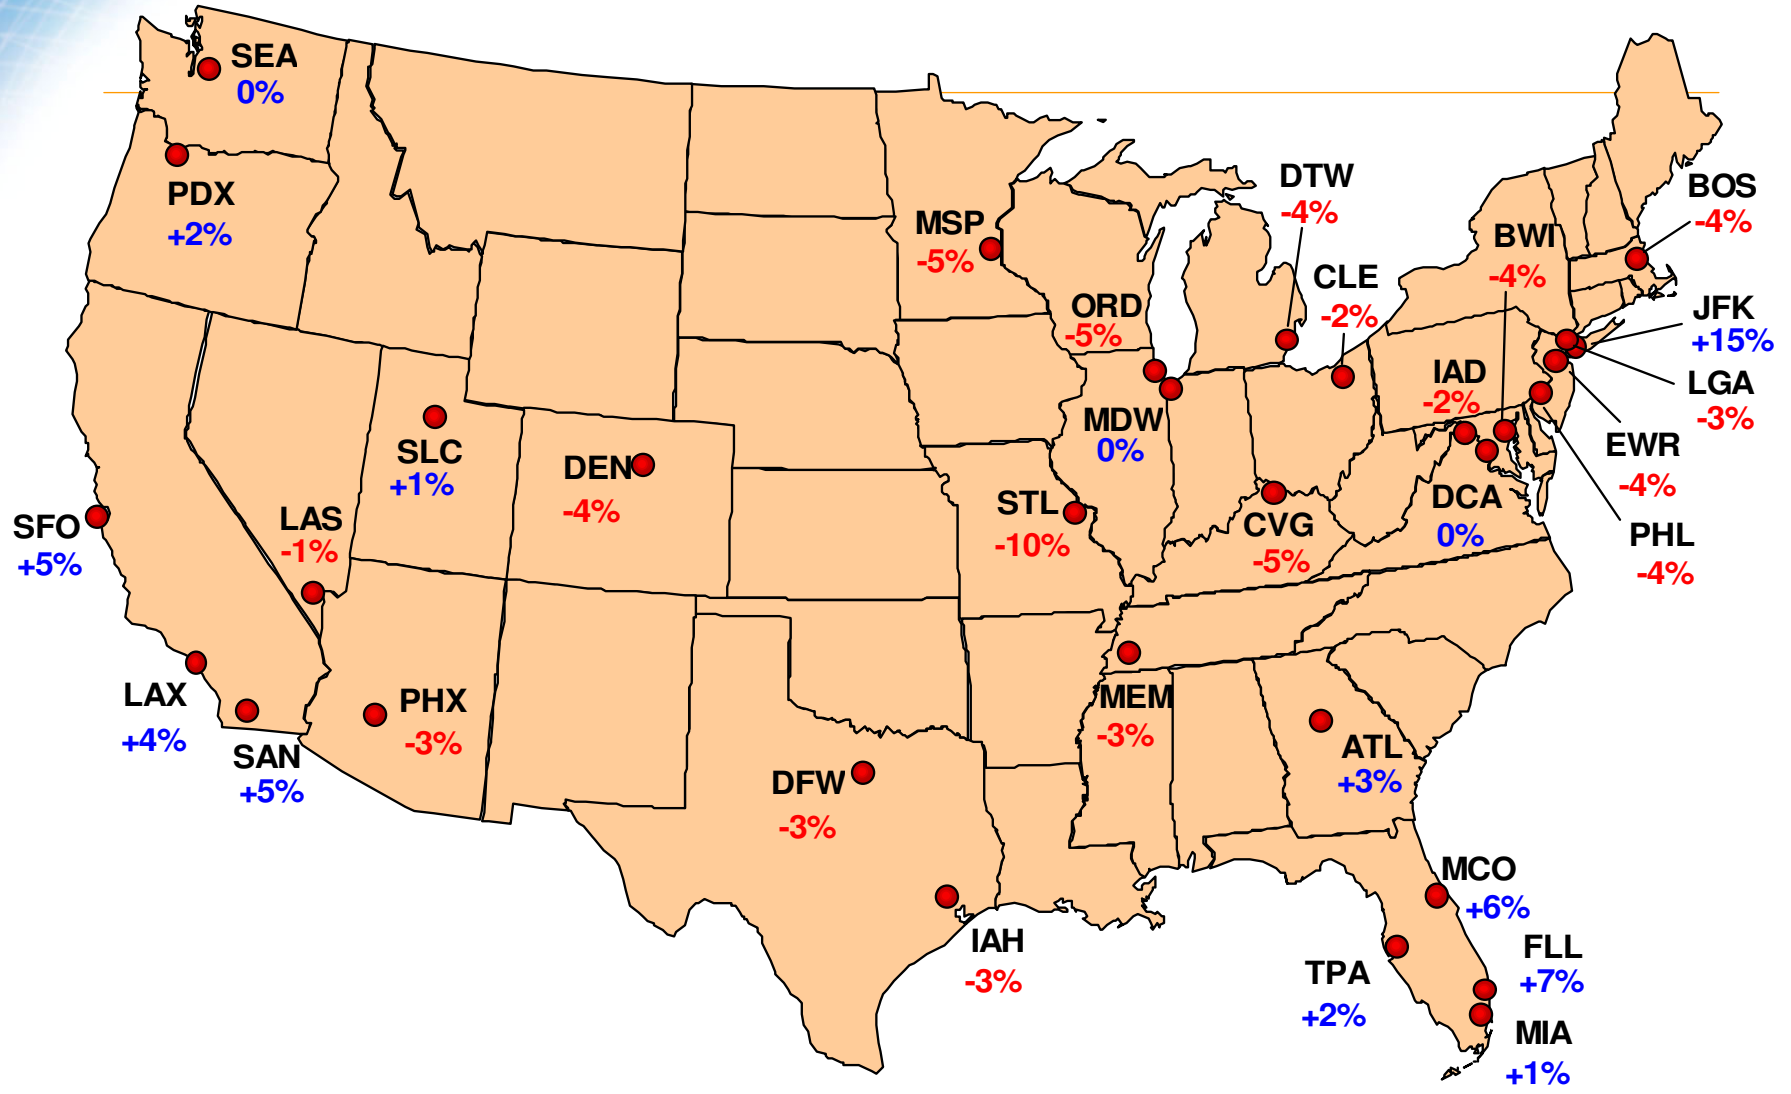 SEA
0%
PDX
+2%
MSP
-5%
DTW
-4%
BOS
-4%
BWI
-4%
CLE
-2%
ORD
-5%
JFK
+15%
LGA
-3%
IAD
-2%
MDW
0%
EWR
-4%
SLC
+1%
DEN
-4%
STL
-10%
CVG
-5%
DCA
0%
PHL
-4%
SFO
+5%
LAS
-1%
LAX
+4%
SAN
+5%
PHX
-3%
MEM
-3%
ATL
+3%
DFW
-3%
IAH
-3%
MCO
+6%
FLL
+7%
TPA
+2%
MIA
+1%